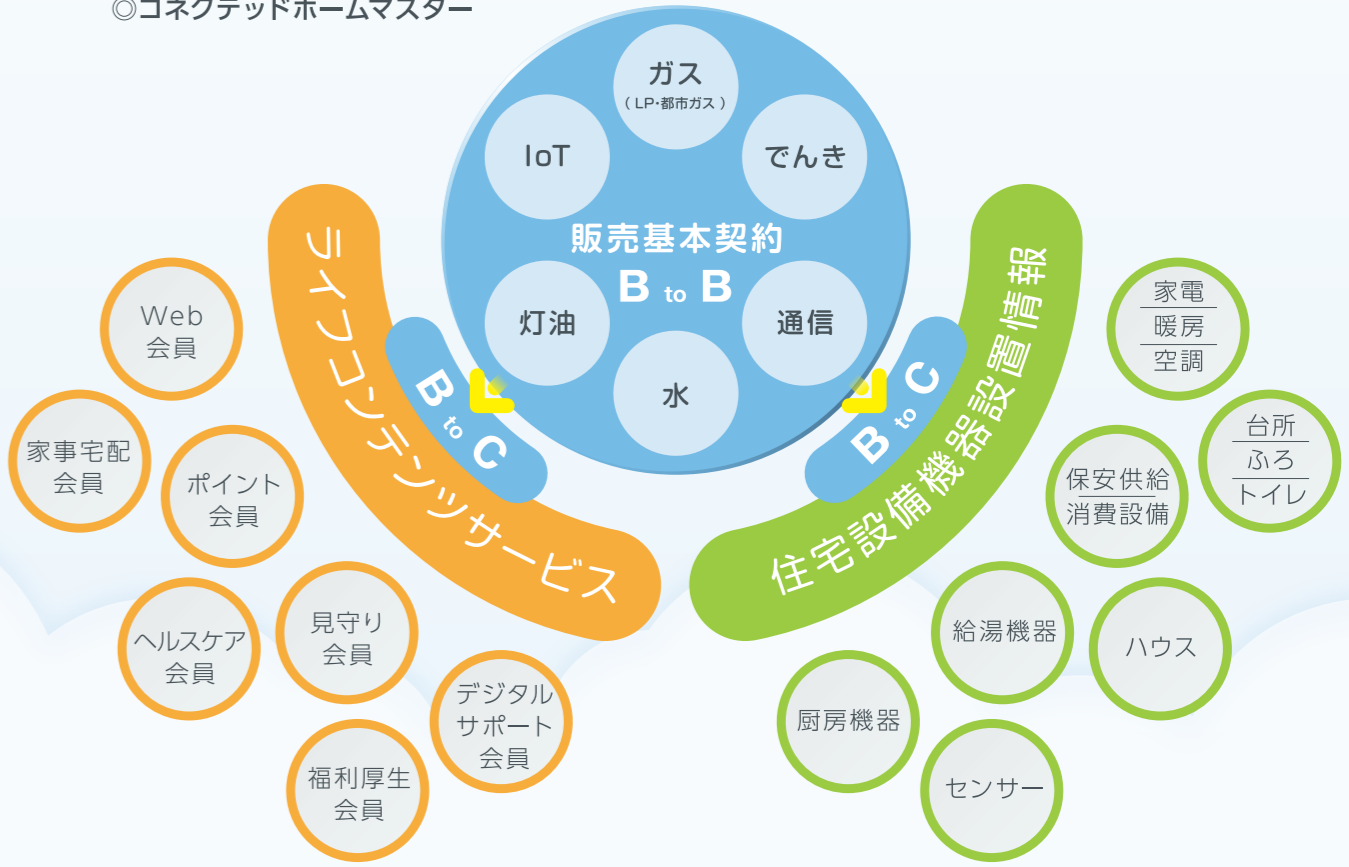 ◎コネクテッドホームマスター
ガス
（ LP・都市ガス ）
IoT
でんき
販売基本契約
B to B
灯油
通信
水
ライフコンテンツサービス
B to C
Web
会員
家事宅配
会員
ポイント
会員
ヘルスケア
会員
見守り
会員
デジタル
サポート
会員
福利厚生
会員
住宅設備機器設置情報
B to C
家電
暖房
空調
台所
ふろ
トイレ
保安供給
消費設備
給湯機器
ハウス
厨房機器
センサー